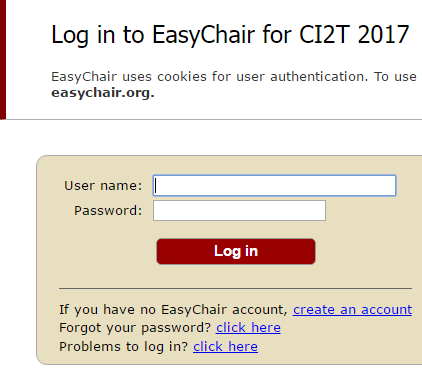 Log in to EasyChair for CI2T 2017
EasyChair uses cookies for user authentication. To use
easychair.org.
User name:
Password:
Log in
If you have no EasyChair account, create an account
Forgot your password? click here
Problems to log in? click here